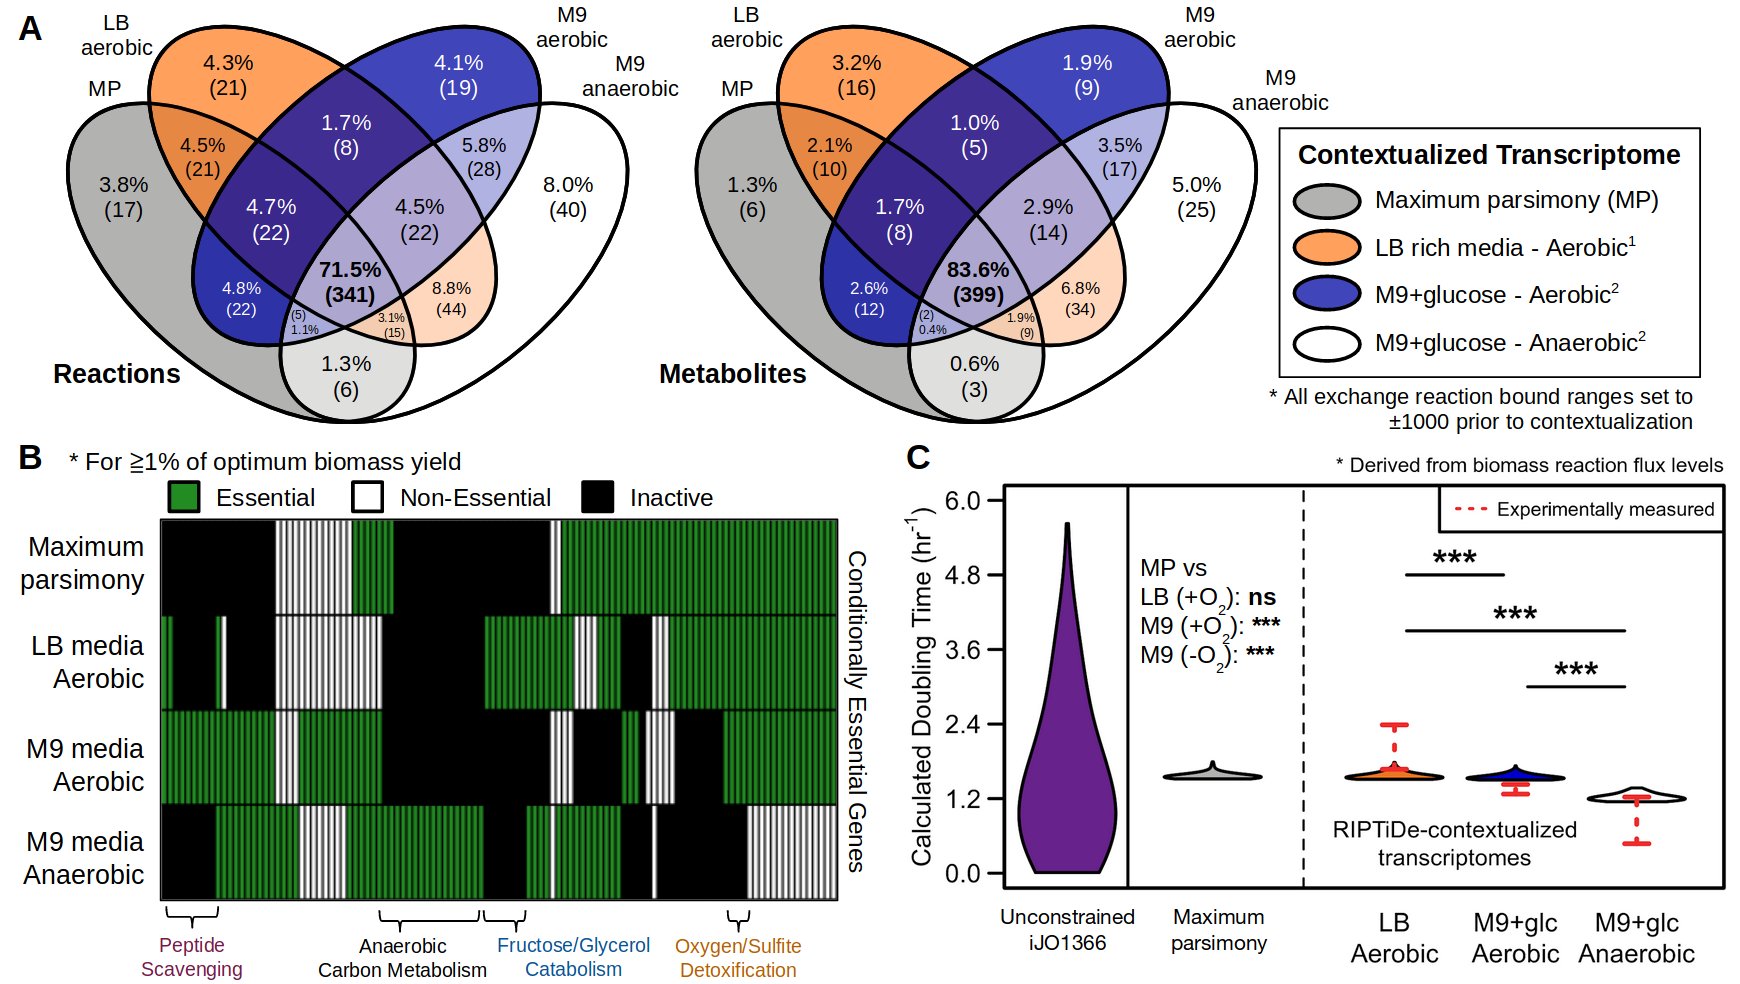 A
LB
aerobic
MP
M9
aerobic
M9
anaerobic
4.3%
(21)
4.1%
(19)
1.7%
(8)
4.5%
(21)
5.8%
(28)
3.8%
(17)
8.0%
(40)
4.7%
(22)
4.5%
(22)
71.5%
(341)
4.8%
(22)
8.8%
(44)
(5)
1.1%
3.1%
(15)
1.3%
(6)
Reactions
LB
aerobic
MP
M9
aerobic
M9
anaerobic
3.2%
(16)
1.9%
(9)
1.0%
(5)
2.1%
(10)
3.5%
(17)
1.3%
(6)
5.0%
(25)
1.7%
(8)
2.9%
(14)
83.6%
(399)
2.6%
(12)
6.8%
(34)
(2)
0.4%
1.9%
(9)
0.6%
(3)
Metabolites
Contextualized Transcriptome
Maximum parsimony (MP)
LB rich media - Aerobic1
M9+glucose - Aerobic2
M9+glucose - Anaerobic2
* All exchange reaction bound ranges set to
±1000 prior to contextualization
B
* For ≧1% of optimum biomass yield
Essential
Non-Essential
Inactive
Maximum
parsimony
LB media
Aerobic
M9 media
Aerobic
M9 media
Anaerobic
Conditionally Essential Genes
Peptide
Scavenging
Anaerobic
Carbon Metabolism
Fructose/Glycerol
Catabolism
Oxygen/Sulfite
Detoxification
C
* Derived from biomass reaction flux levels
Experimentally measured
Calculated Doubling Time (hr-1)
6.0
4.8
3.6
2.4
1.2
0.0
MP vs
LB (+O2): ns
M9 (+O2): ***
M9 (-O2): ***
***
***
***
RIPTiDe-contextualized
transcriptomes
Unconstrained
iJO1366
Maximum
parsimony
LB
Aerobic
M9+glc
Aerobic
M9+glc
Anaerobic